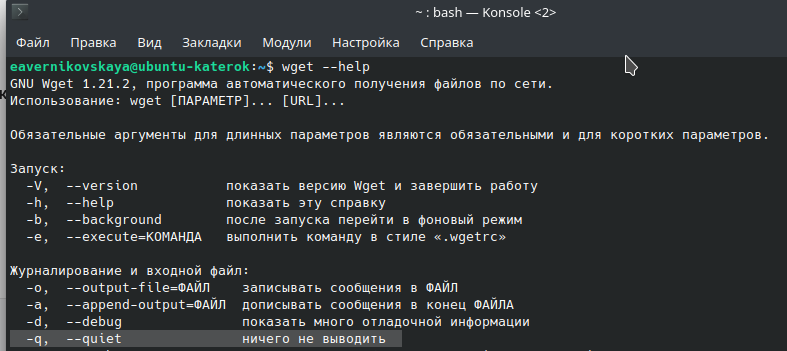 ~ : bash — Konsole <2>
Файл Правка Вид Закладки Модули Настройка Справка
eavernikovskaya@ubuntu-katerok:~$ wget --help
GNU Wget 1.21.2, программа автоматического получения файлов по сети.
Использование: wget [ПАРАМЕТР]... [URL]...
Обязательные аргументы для длинных параметров являются обязательными и для коротких параметров.
Запуск:
-V, --version показать версию Wget и завершить работу
-h, --help показать эту справку
-b, --background после запуска перейти в фоновый режим
-e, --execute=КОМАНДА выполнить команду в стиле «.wgetrc»
Журналирование и входной файл:
-o, --output-file=ФАЙЛ записывать сообщения в ФАЙЛ
-a, --append-output=ФАЙЛ дописывать сообщения в конец ФАЙЛА
-d, --debug показать много отладочной информации
-q, --quiet ничего не выводить